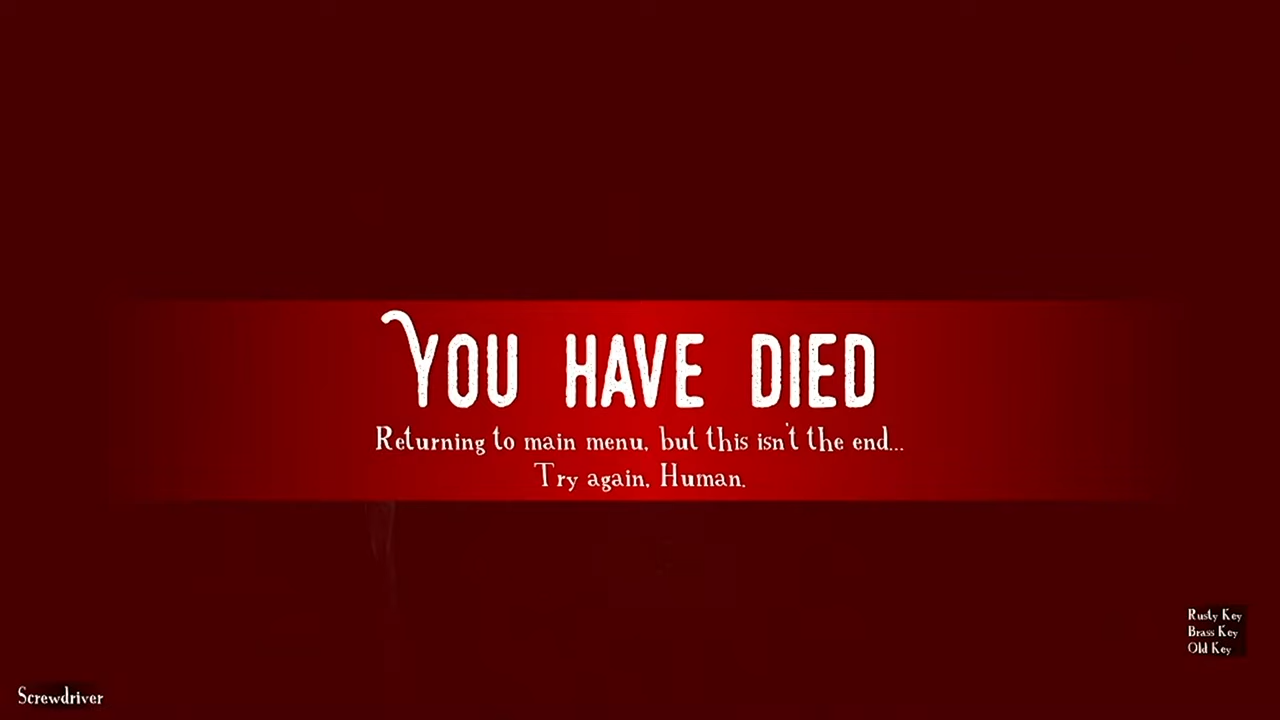 YOU HAVE DIED
Returning to main menu, but this isn't the end...
Try again, Human.
Rusty Key
Brass Key
Old Key
Screwdriver